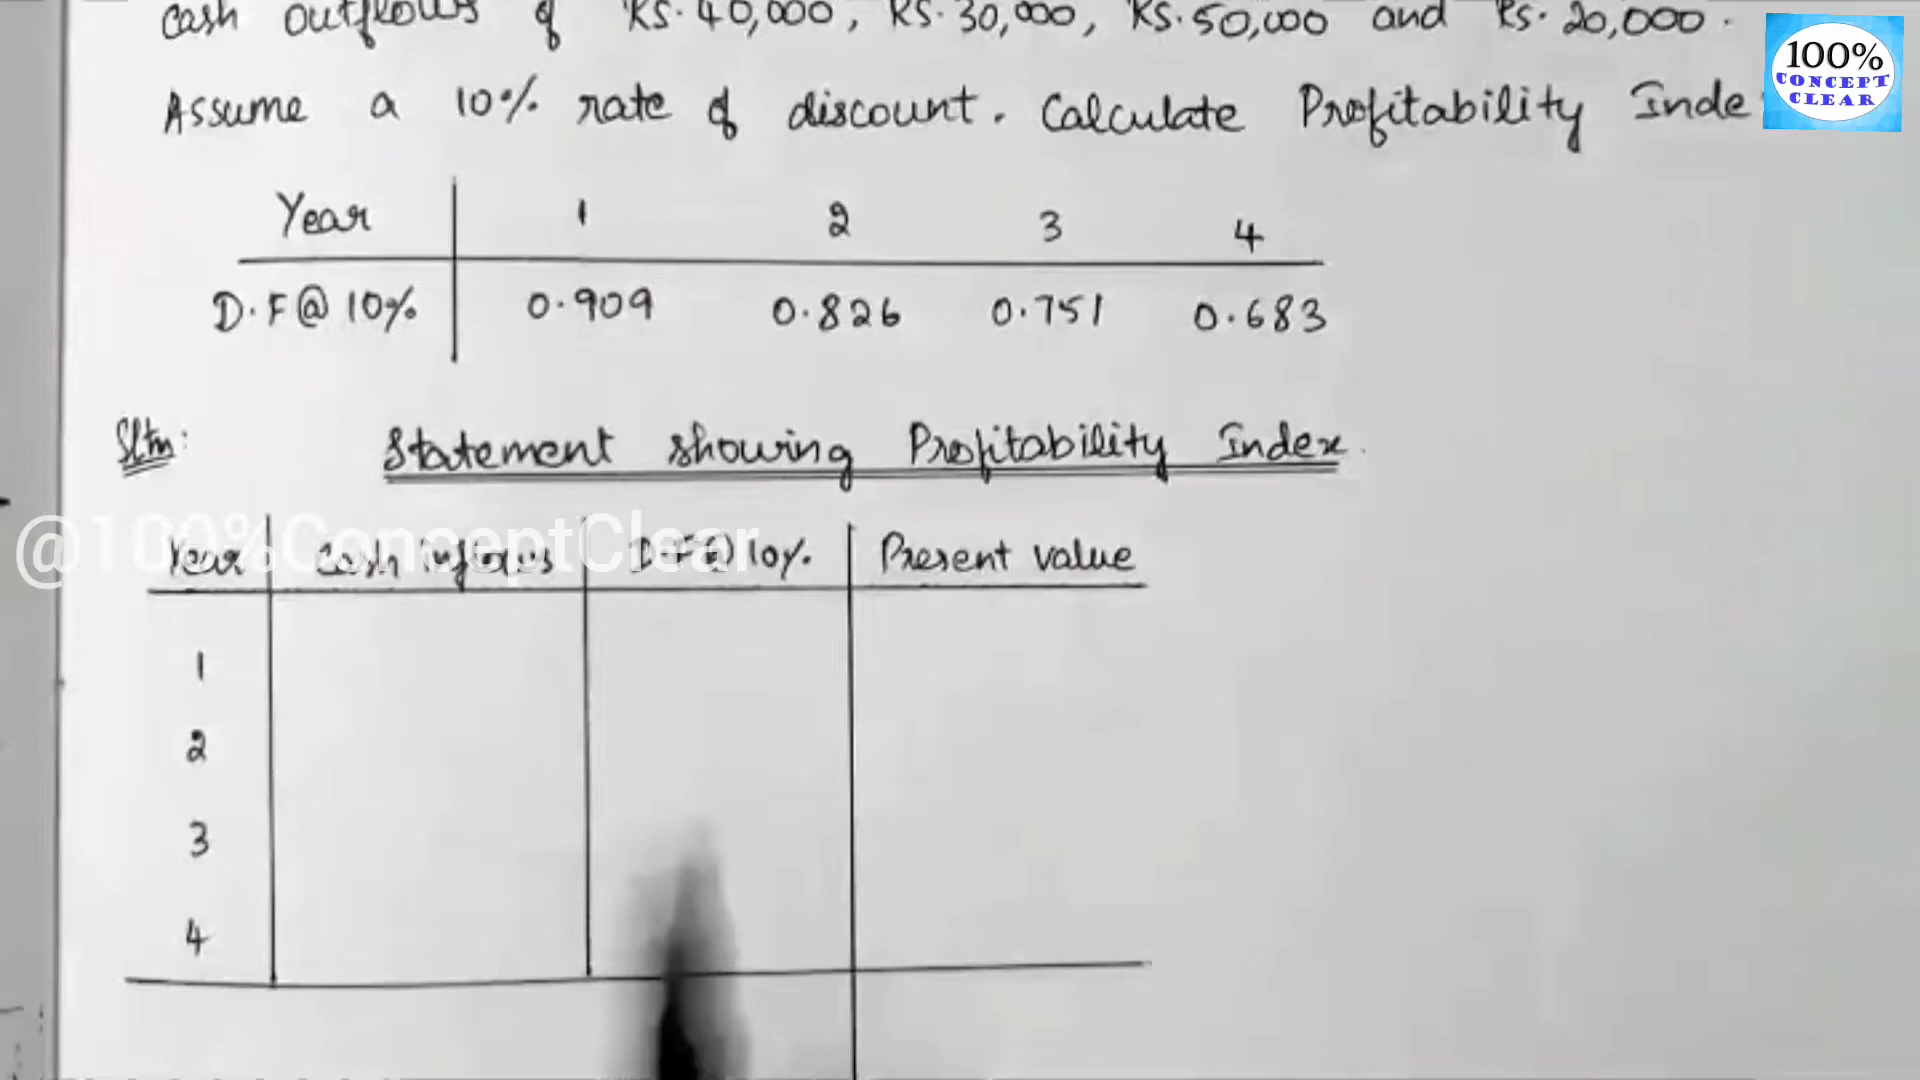 cash outflows of Rs. 40,000, Rs. 30,000, Rs. 50,000 and Rs. 20,000.
Assume a 10% rate of discount. Calculate Profitability Inde
100%
CONCEPT
CLEAR
Year 1 2 3 4
D.F@ 10% 0.909 0.826 0.751 0.683
Sltn:
Statement showing Profitability Index.
@100%ConceptClear
Year cash inflows D.F@ 10% Present value
1
2
3
4